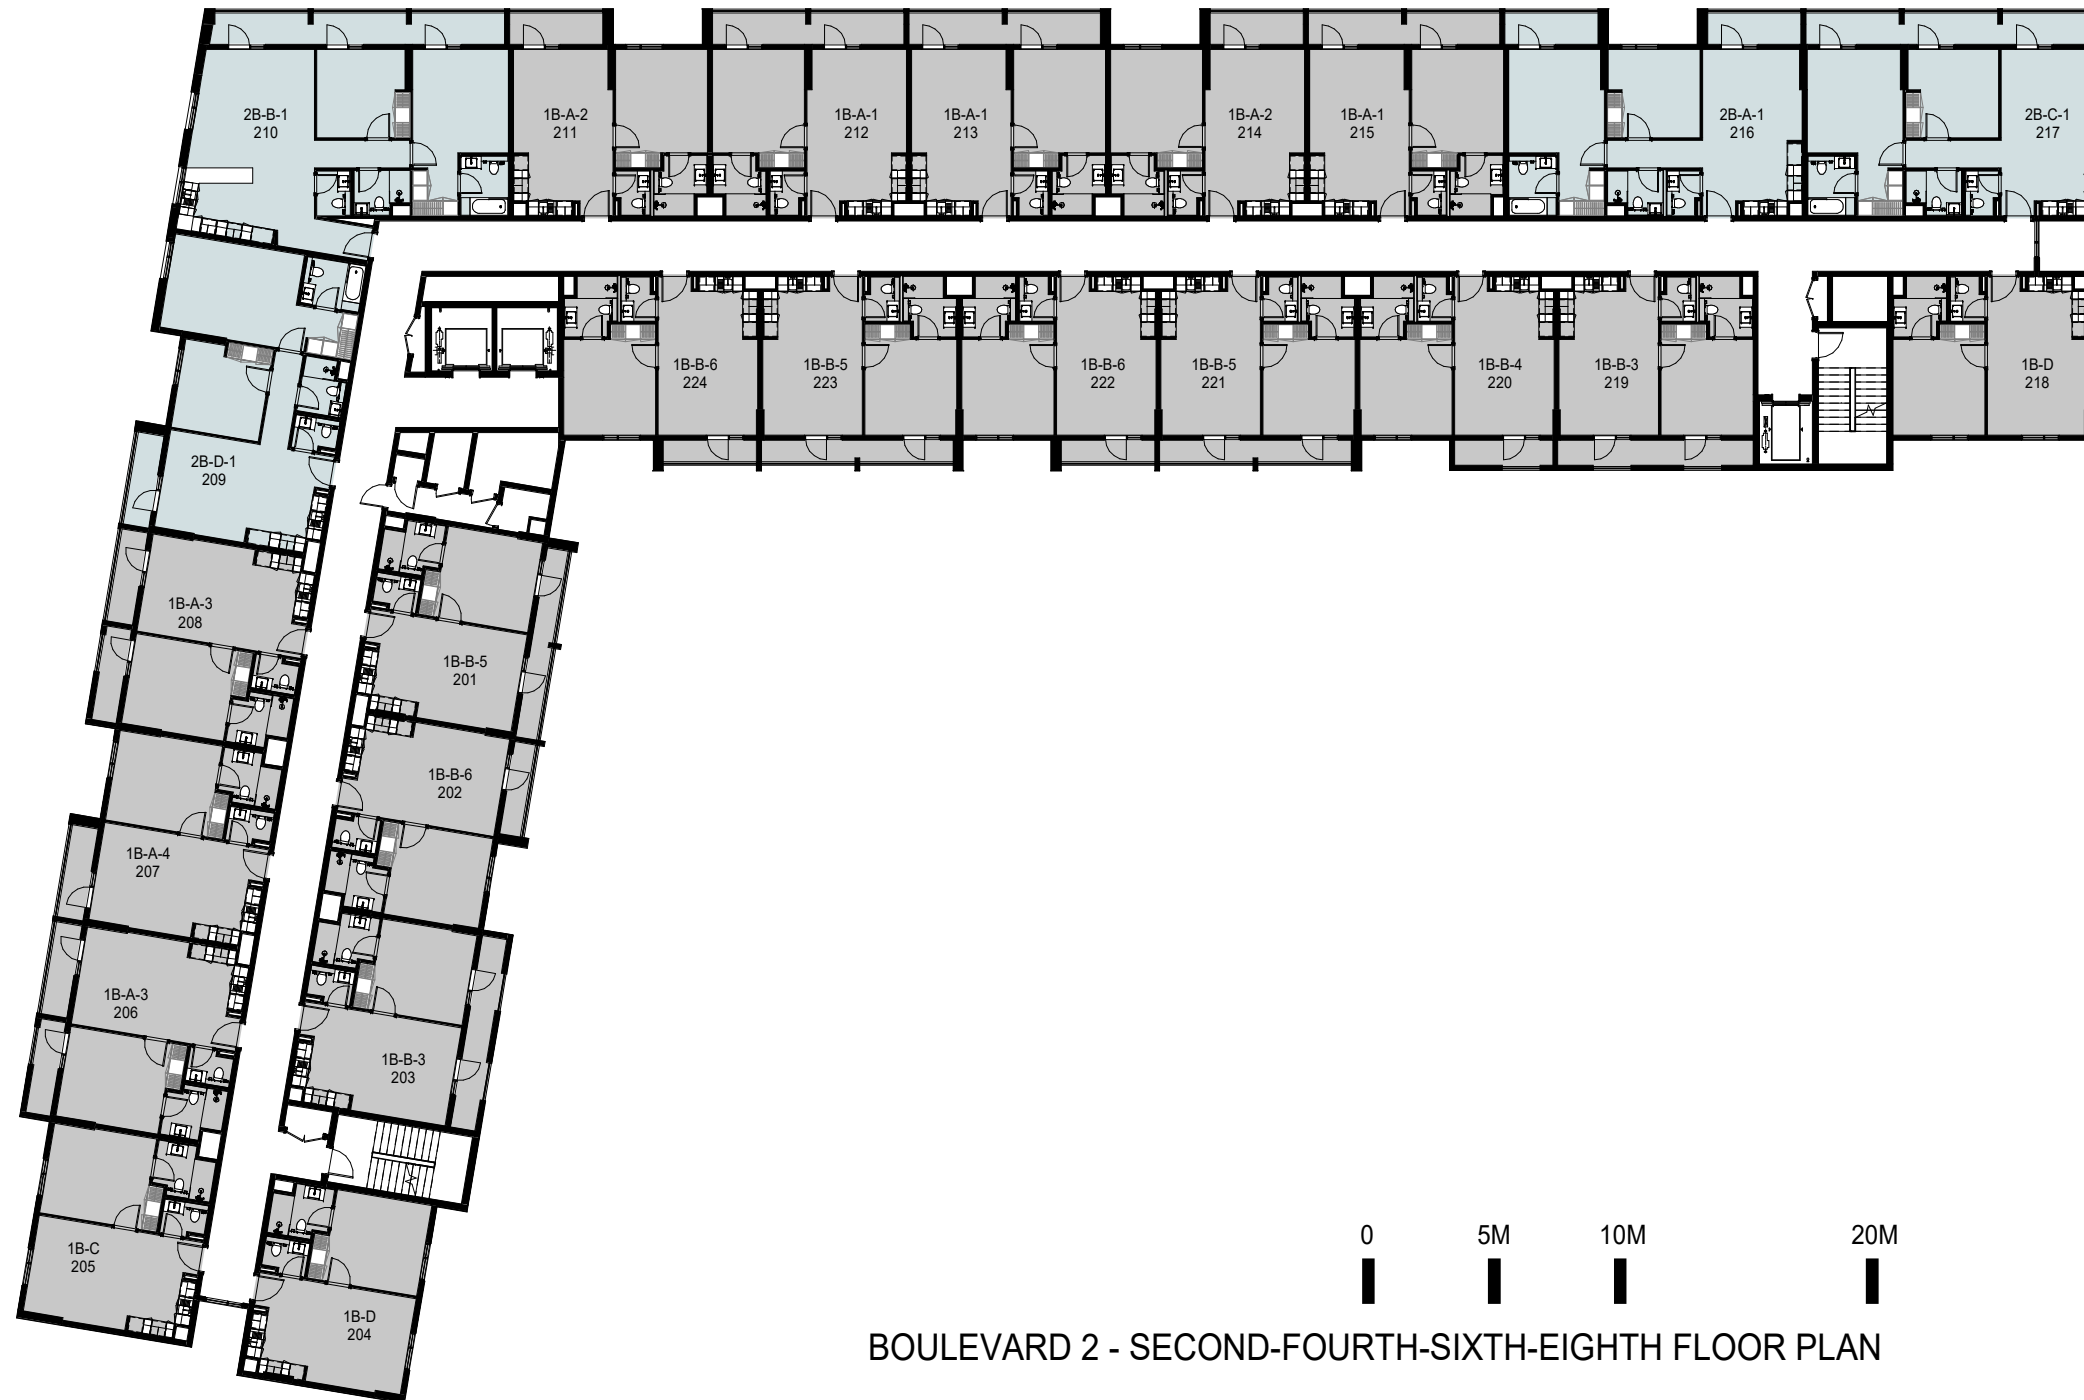 2B-B-1
210
1B-A-2
211
1B-A-1
212
1B-A-1
213
1B-A-2
214
1B-A-1
215
2B-A-1
216
2B-C-1
217
1B-B-6
224
1B-B-5
223
1B-B-6
222
1B-B-5
221
1B-B-4
220
1B-B-3
219
1B-D
218
2B-D-1
209
1B-A-3
208
1B-B-5
201
1B-B-6
202
1B-A-4
207
1B-A-3
206
1B-B-3
203
1B-C
205
1B-D
204
0 5M 10M 20M
BOULEVARD 2 - SECOND-FOURTH-SIXTH-EIGHTH FLOOR PLAN